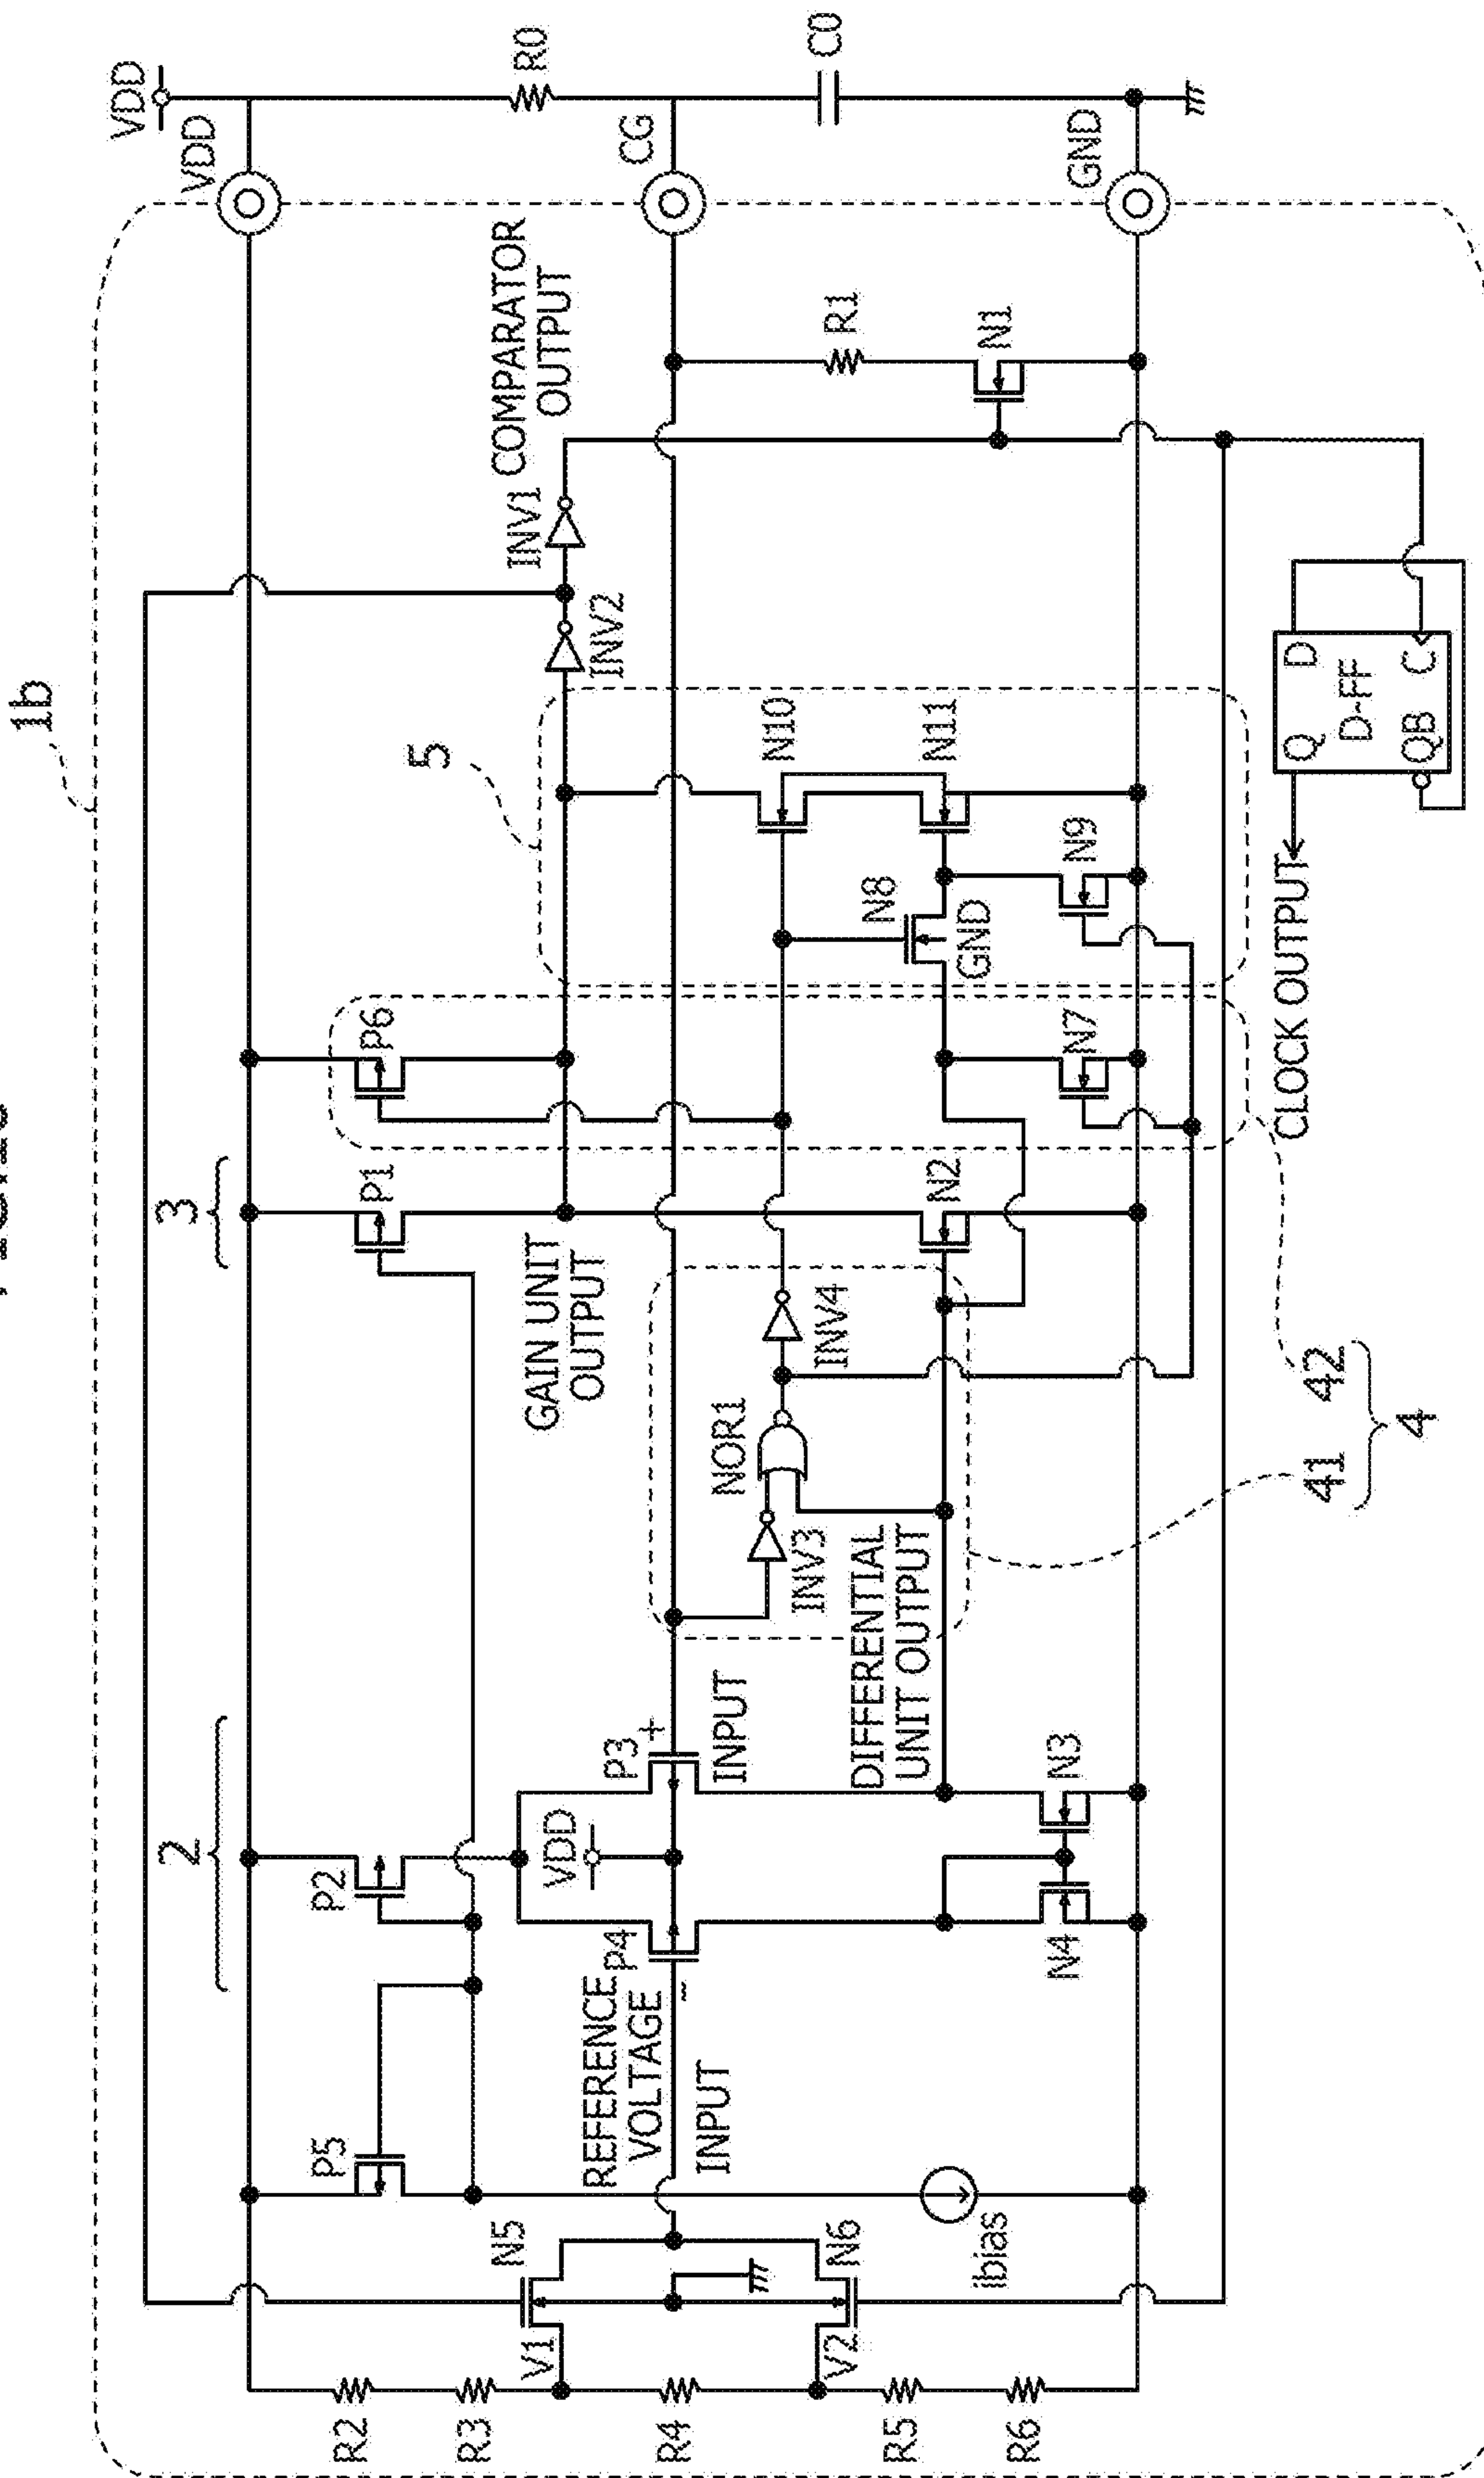 1b
VDD
VDD
R0
CG
C0
GND
2
3
5
P5
P2
P1
P6
GAIN UNIT
OUTPUT
INV2
INV1
COMPARATOR
OUTPUT
N5
V1
REFERENCE
VOLTAGE
INPUT
P4
-
VDD
P3
+
INPUT
INV3
NOR1
INV4
N10
N8
GND
N11
R1
N1
R2
R3
R4
R5
R6
V2
N6
ibias
DIFFERENTIAL
UNIT OUTPUT
N2
N4
N3
N7
N9
41
42
4
CLOCK OUTPUT
Q
D
D-FF
QB
C